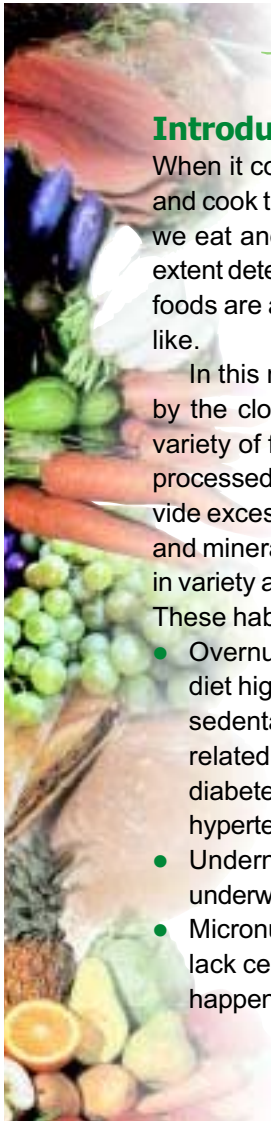 Introdu
When it co
and cook t
we eat and
extent dete
foods are a
like.
In this r
by the clo
variety of f
processed
vide exces
and minera
in variety a
These hab
• Overnu
diet hig
sedenta
related
diabete
hyperte
• Undern
underw
• Micronu
lack ce
happen